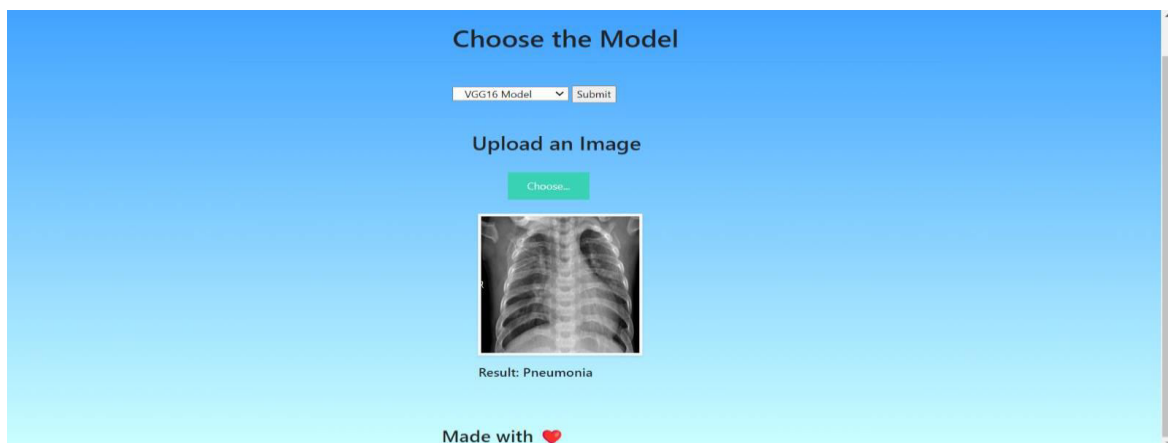 Choose the Model
VGG16 Model Submit
Upload an Image
Choose...
R
Result: Pneumonia
Made with